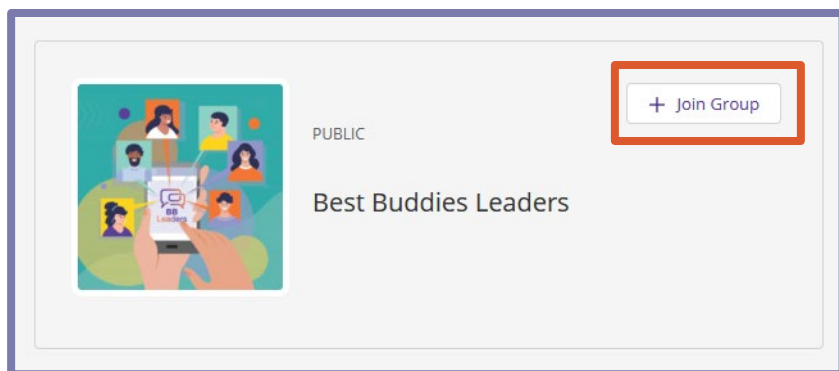 + Join Group
PUBLIC
Best Buddies Leaders
BB
Leaders